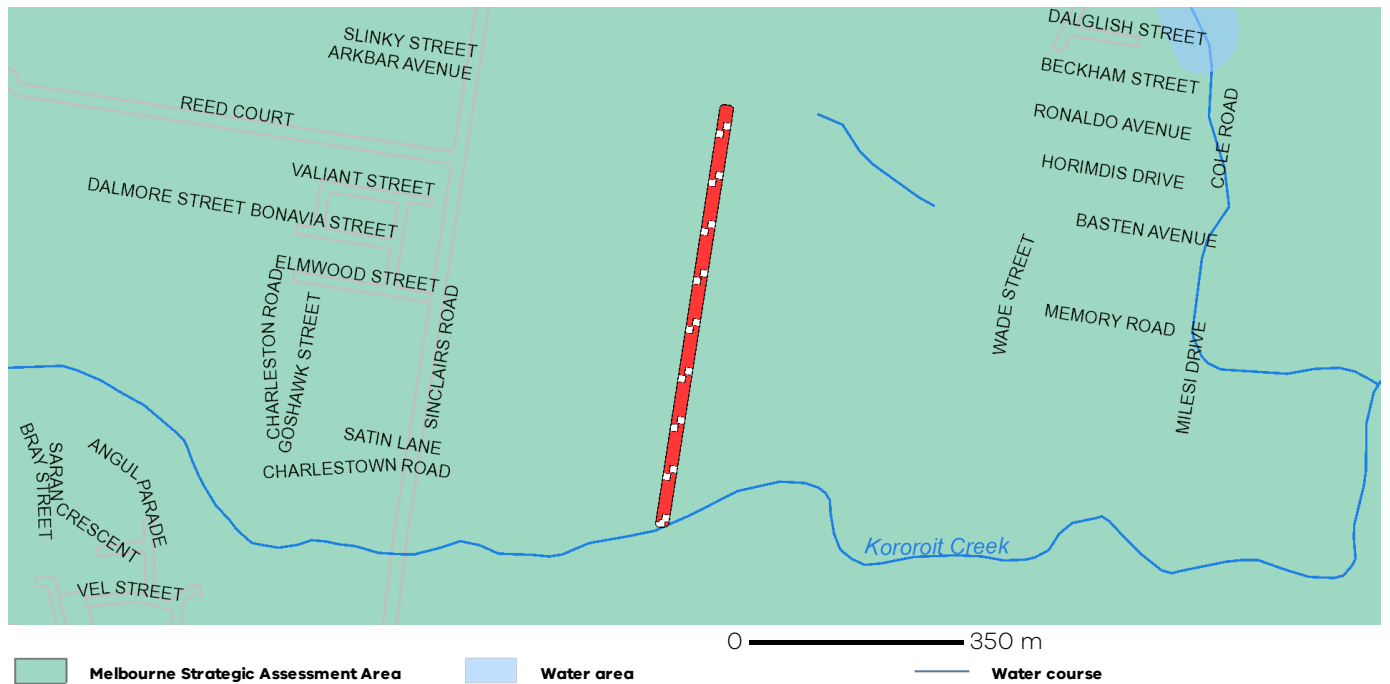 SLINKY STREET
ARKBAR AVENUE
DALGLISH STREET
BECKHAM STREET
REED COURT
RONALDO AVENUE
COLE ROAD
VALIANT STREET
HORIMDIS DRIVE
DALMORE STREET BONAVIA STREET
BASTEN AVENUE
ELMWOOD STREET
CHARLESTON ROAD
GOSHAWK STREET
SINCLAIRS ROAD
WADE STREET
MEMORY ROAD
MILESI DRIVE
SATIN LANE
CHARLESTOWN ROAD
BRAY STREET
SARAN CRESCENT
ANGUL PARADE
Kororoit Creek
VEL STREET
0 350 m
Melbourne Strategic Assessment Area
Water area
Water course